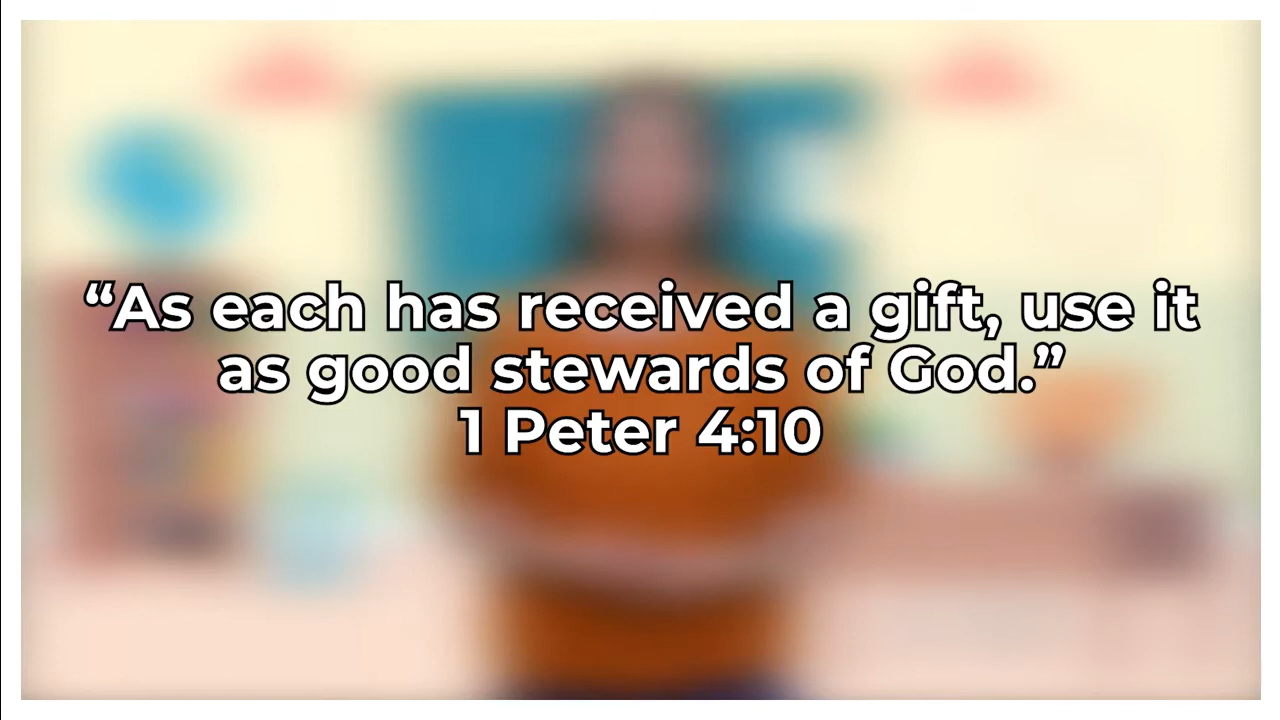 “As each has received a gift, use it
as good stewards of God.”
1 Peter 4:10